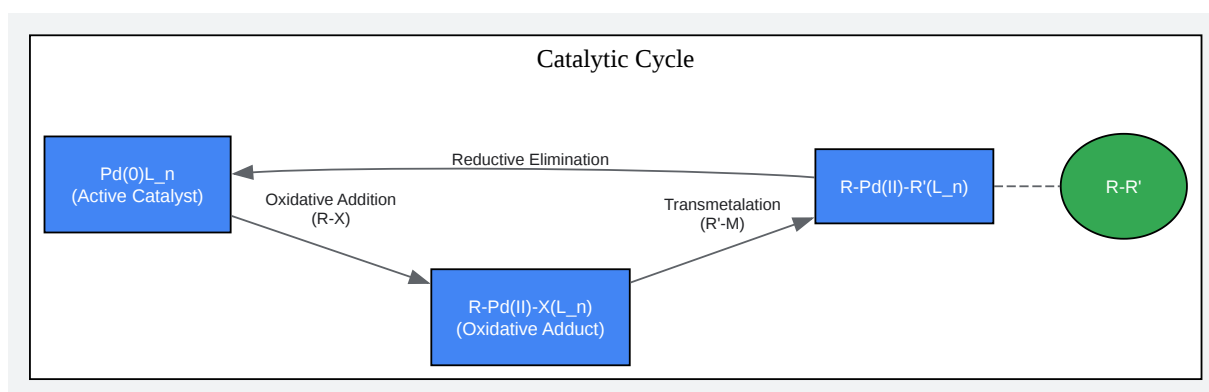 Catalytic Cycle
Pd(0)L_n
(Active Catalyst)
Reductive Elimination
Oxidative Addition
(R-X)
Transmetalation
(R'-M)
R-Pd(II)-R'(L_n)
R-R'
R-Pd(II)-X(L_n)
(Oxidative Adduct)